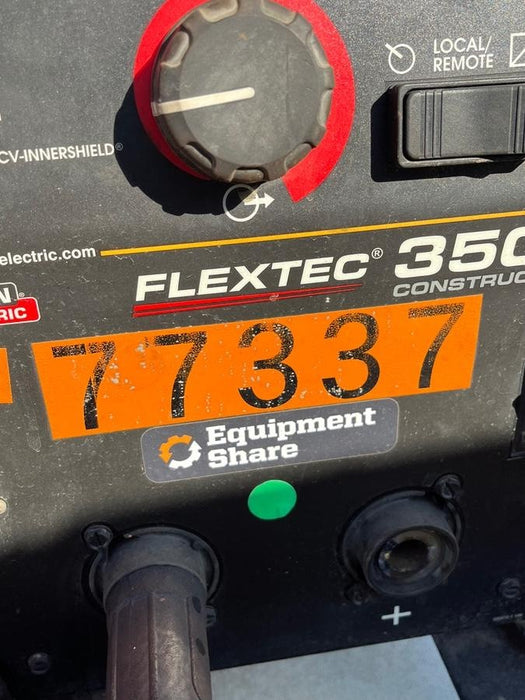 LOCAL/
REMOTE
CV-INNERSHIELD®
electric.com
FLEXTEC® 350
CONSTRUC
77337
Equipment
Share
+